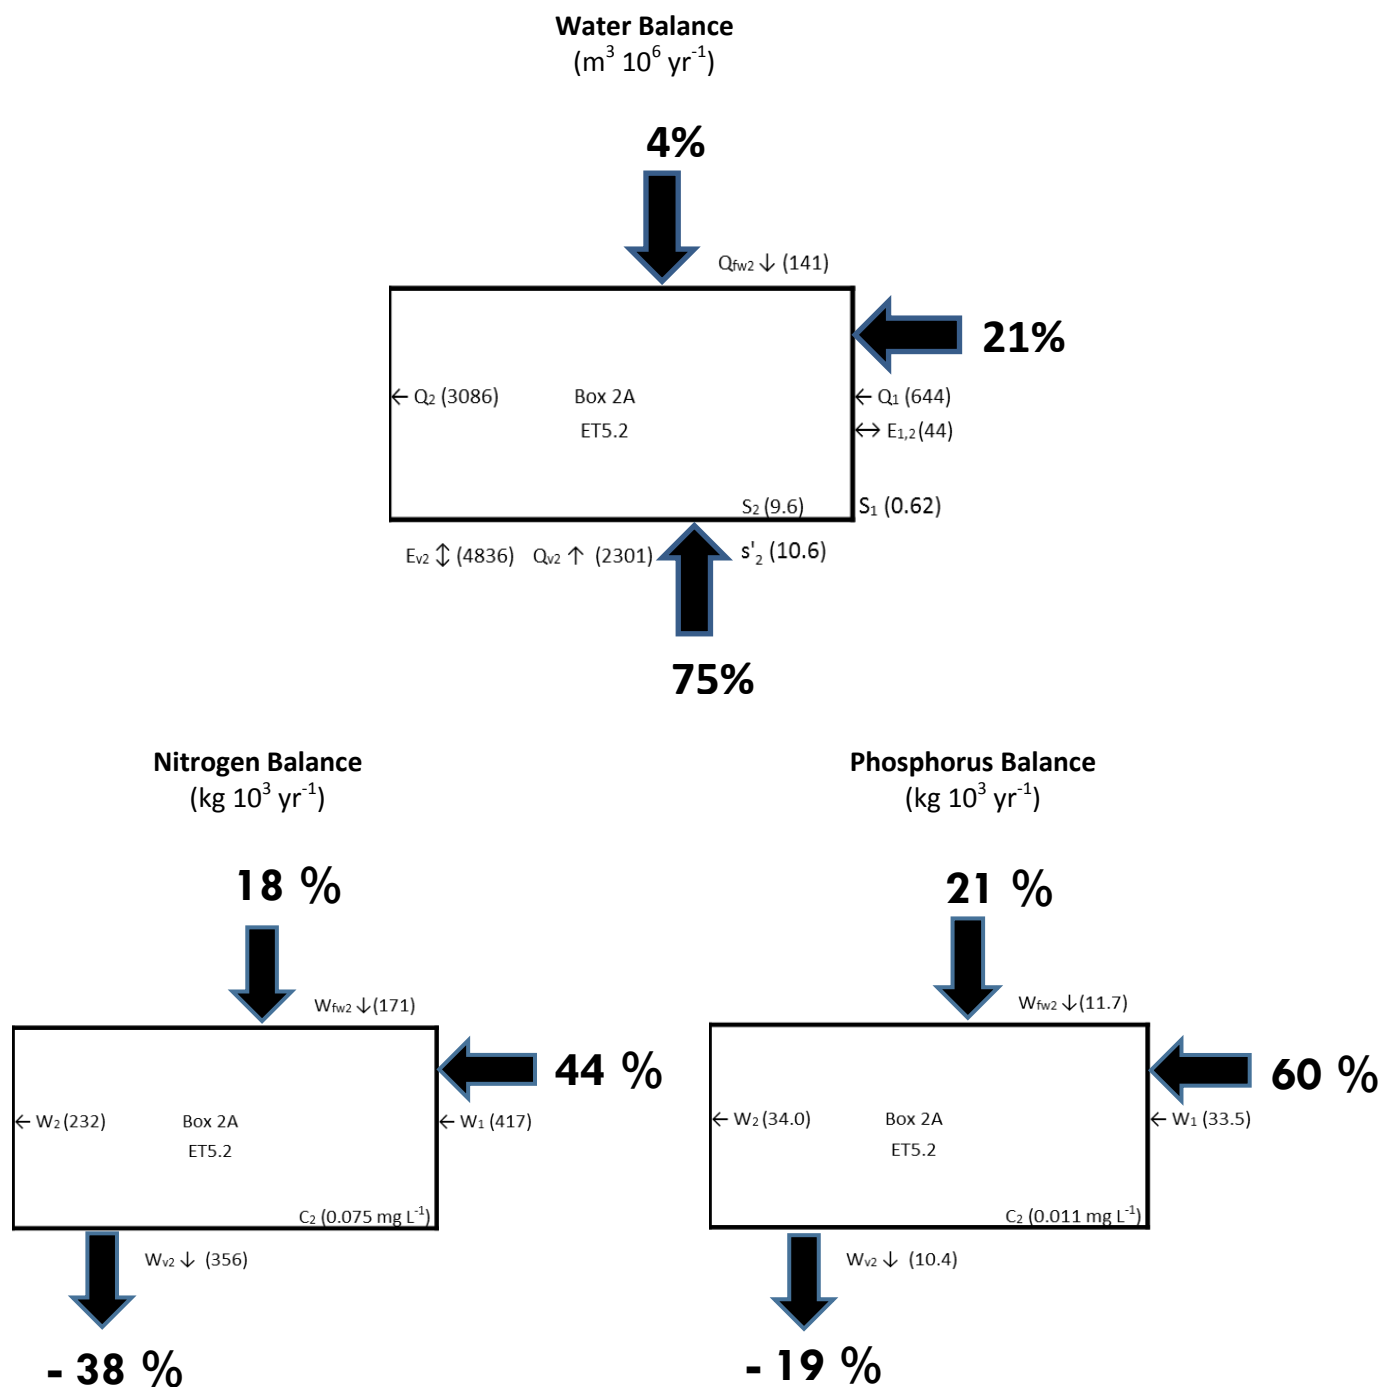 Water Balance
(m³ 10⁶ yr⁻¹)
4%
Qfw2 ↓ (141)
21%
← Q₂ (3086)
Box 2A
← Q₁ (644)
ET5.2
↔ E₁,₂ (44)
S₂ (9.6)
S₁ (0.62)
Ev2 ↕ (4836)
Qv2 ↑ (2301)
s'₂ (10.6)
75%
Nitrogen Balance
(kg 10³ yr⁻¹)
18 %
Wfw2 ↓ (171)
44 %
← W₂ (232)
Box 2A
← W₁ (417)
ET5.2
C₂ (0.075 mg L⁻¹)
Wv2 ↓ (356)
- 38 %
Phosphorus Balance
(kg 10³ yr⁻¹)
21 %
Wfw2 ↓ (11.7)
60 %
← W₂ (34.0)
Box 2A
← W₁ (33.5)
ET5.2
C₂ (0.011 mg L⁻¹)
Wv2 ↓ (10.4)
- 19 %